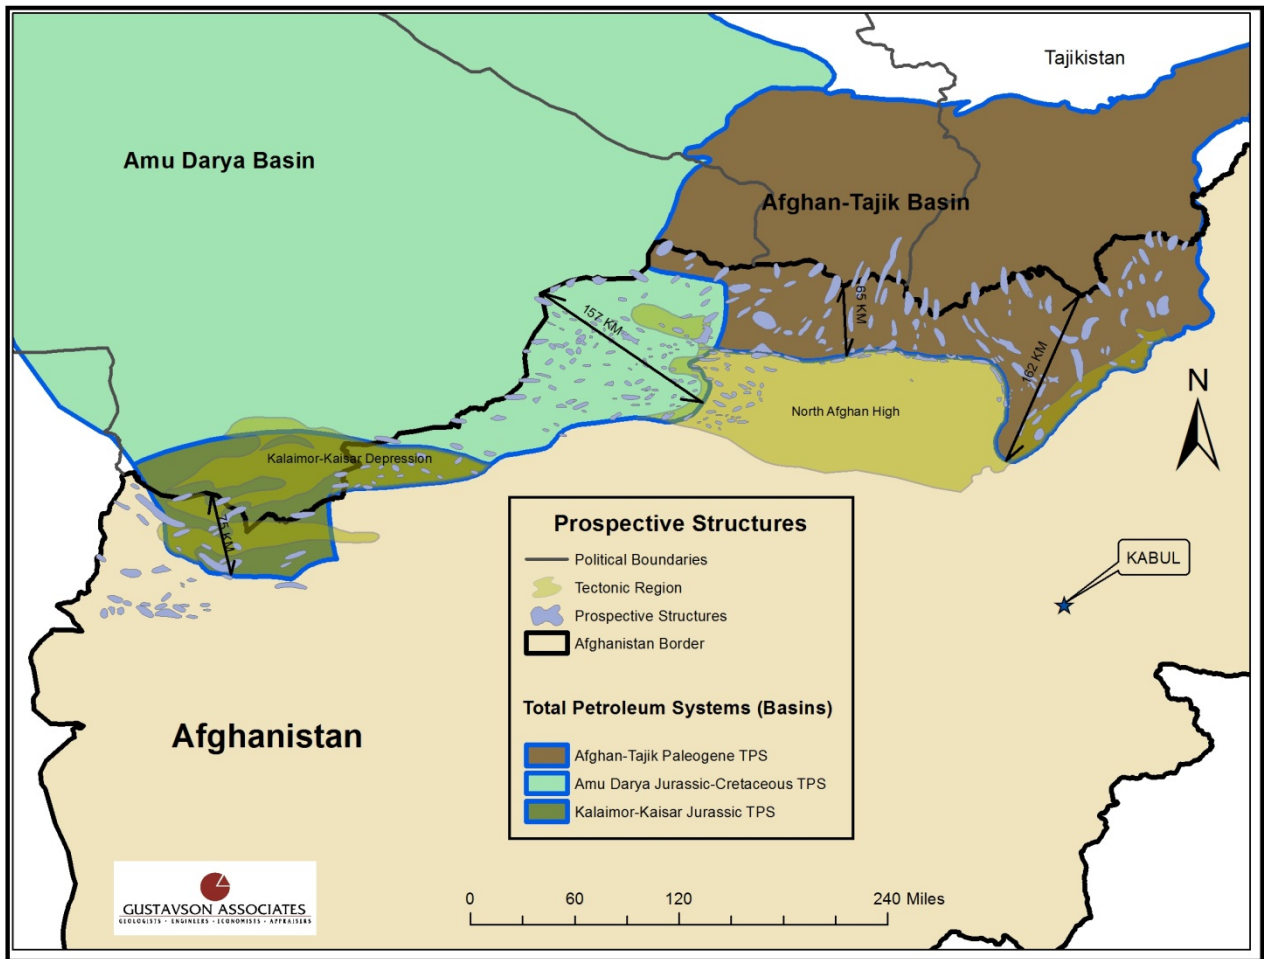 Tajikistan
Amu Darya Basin
Afghan-Tajik Basin
157 KM
65 KM
162 KM
North Afghan High
N
Kalaimor-Kaisar Depression
75 KM
KABUL
Prospective Structures
Political Boundaries
Tectonic Region
Prospective Structures
Afghanistan Border
Total Petroleum Systems (Basins)
Afghan-Tajik Paleogene TPS
Amu Darya Jurassic-Cretaceous TPS
Kalaimor-Kaisar Jurassic TPS
Afghanistan
GUSTAVSON ASSOCIATES
GEOLOGISTS • ENGINEERS • ECONOMISTS • APPRAISERS
0 60 120 240 Miles